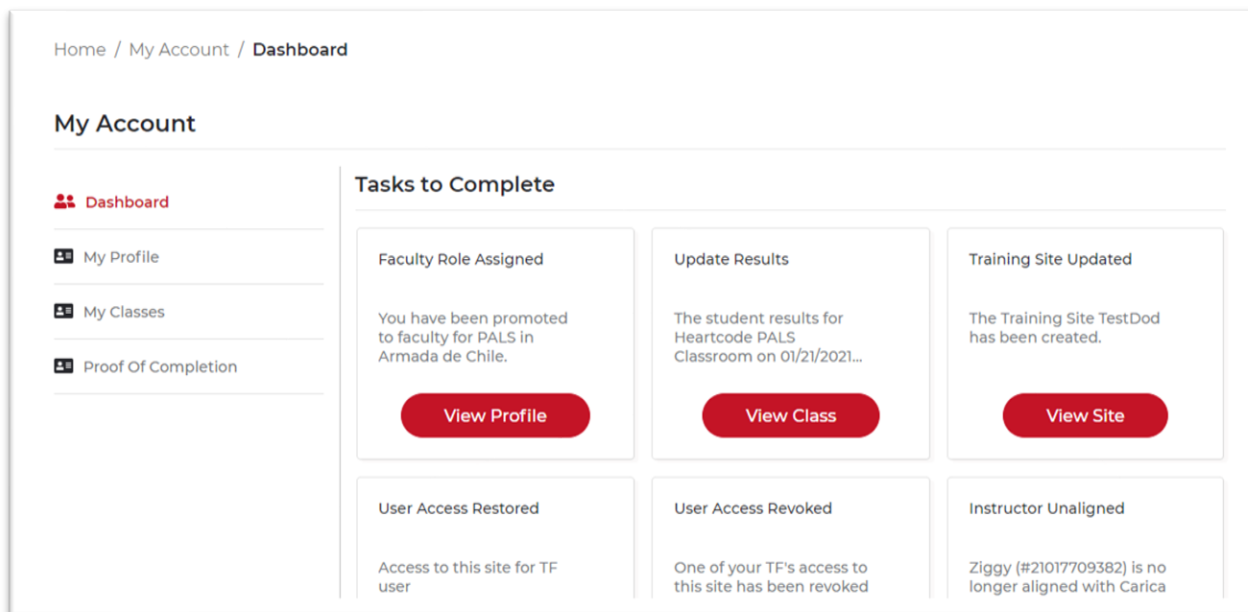 Home / My Account / Dashboard
My Account
Dashboard
My Profile
My Classes
Proof Of Completion
Tasks to Complete
Faculty Role Assigned
You have been promoted
to faculty for PALS in
Armada de Chile.
View Profile
Update Results
The student results for
Heartcode PALS
Classroom on 01/21/2021...
View Class
Training Site Updated
The Training Site TestDod
has been created.
View Site
User Access Restored
Access to this site for TF
user
User Access Revoked
One of your TF's access to
this site has been revoked
Instructor Unaligned
Ziggy (#21017709382) is no
longer aligned with Carica